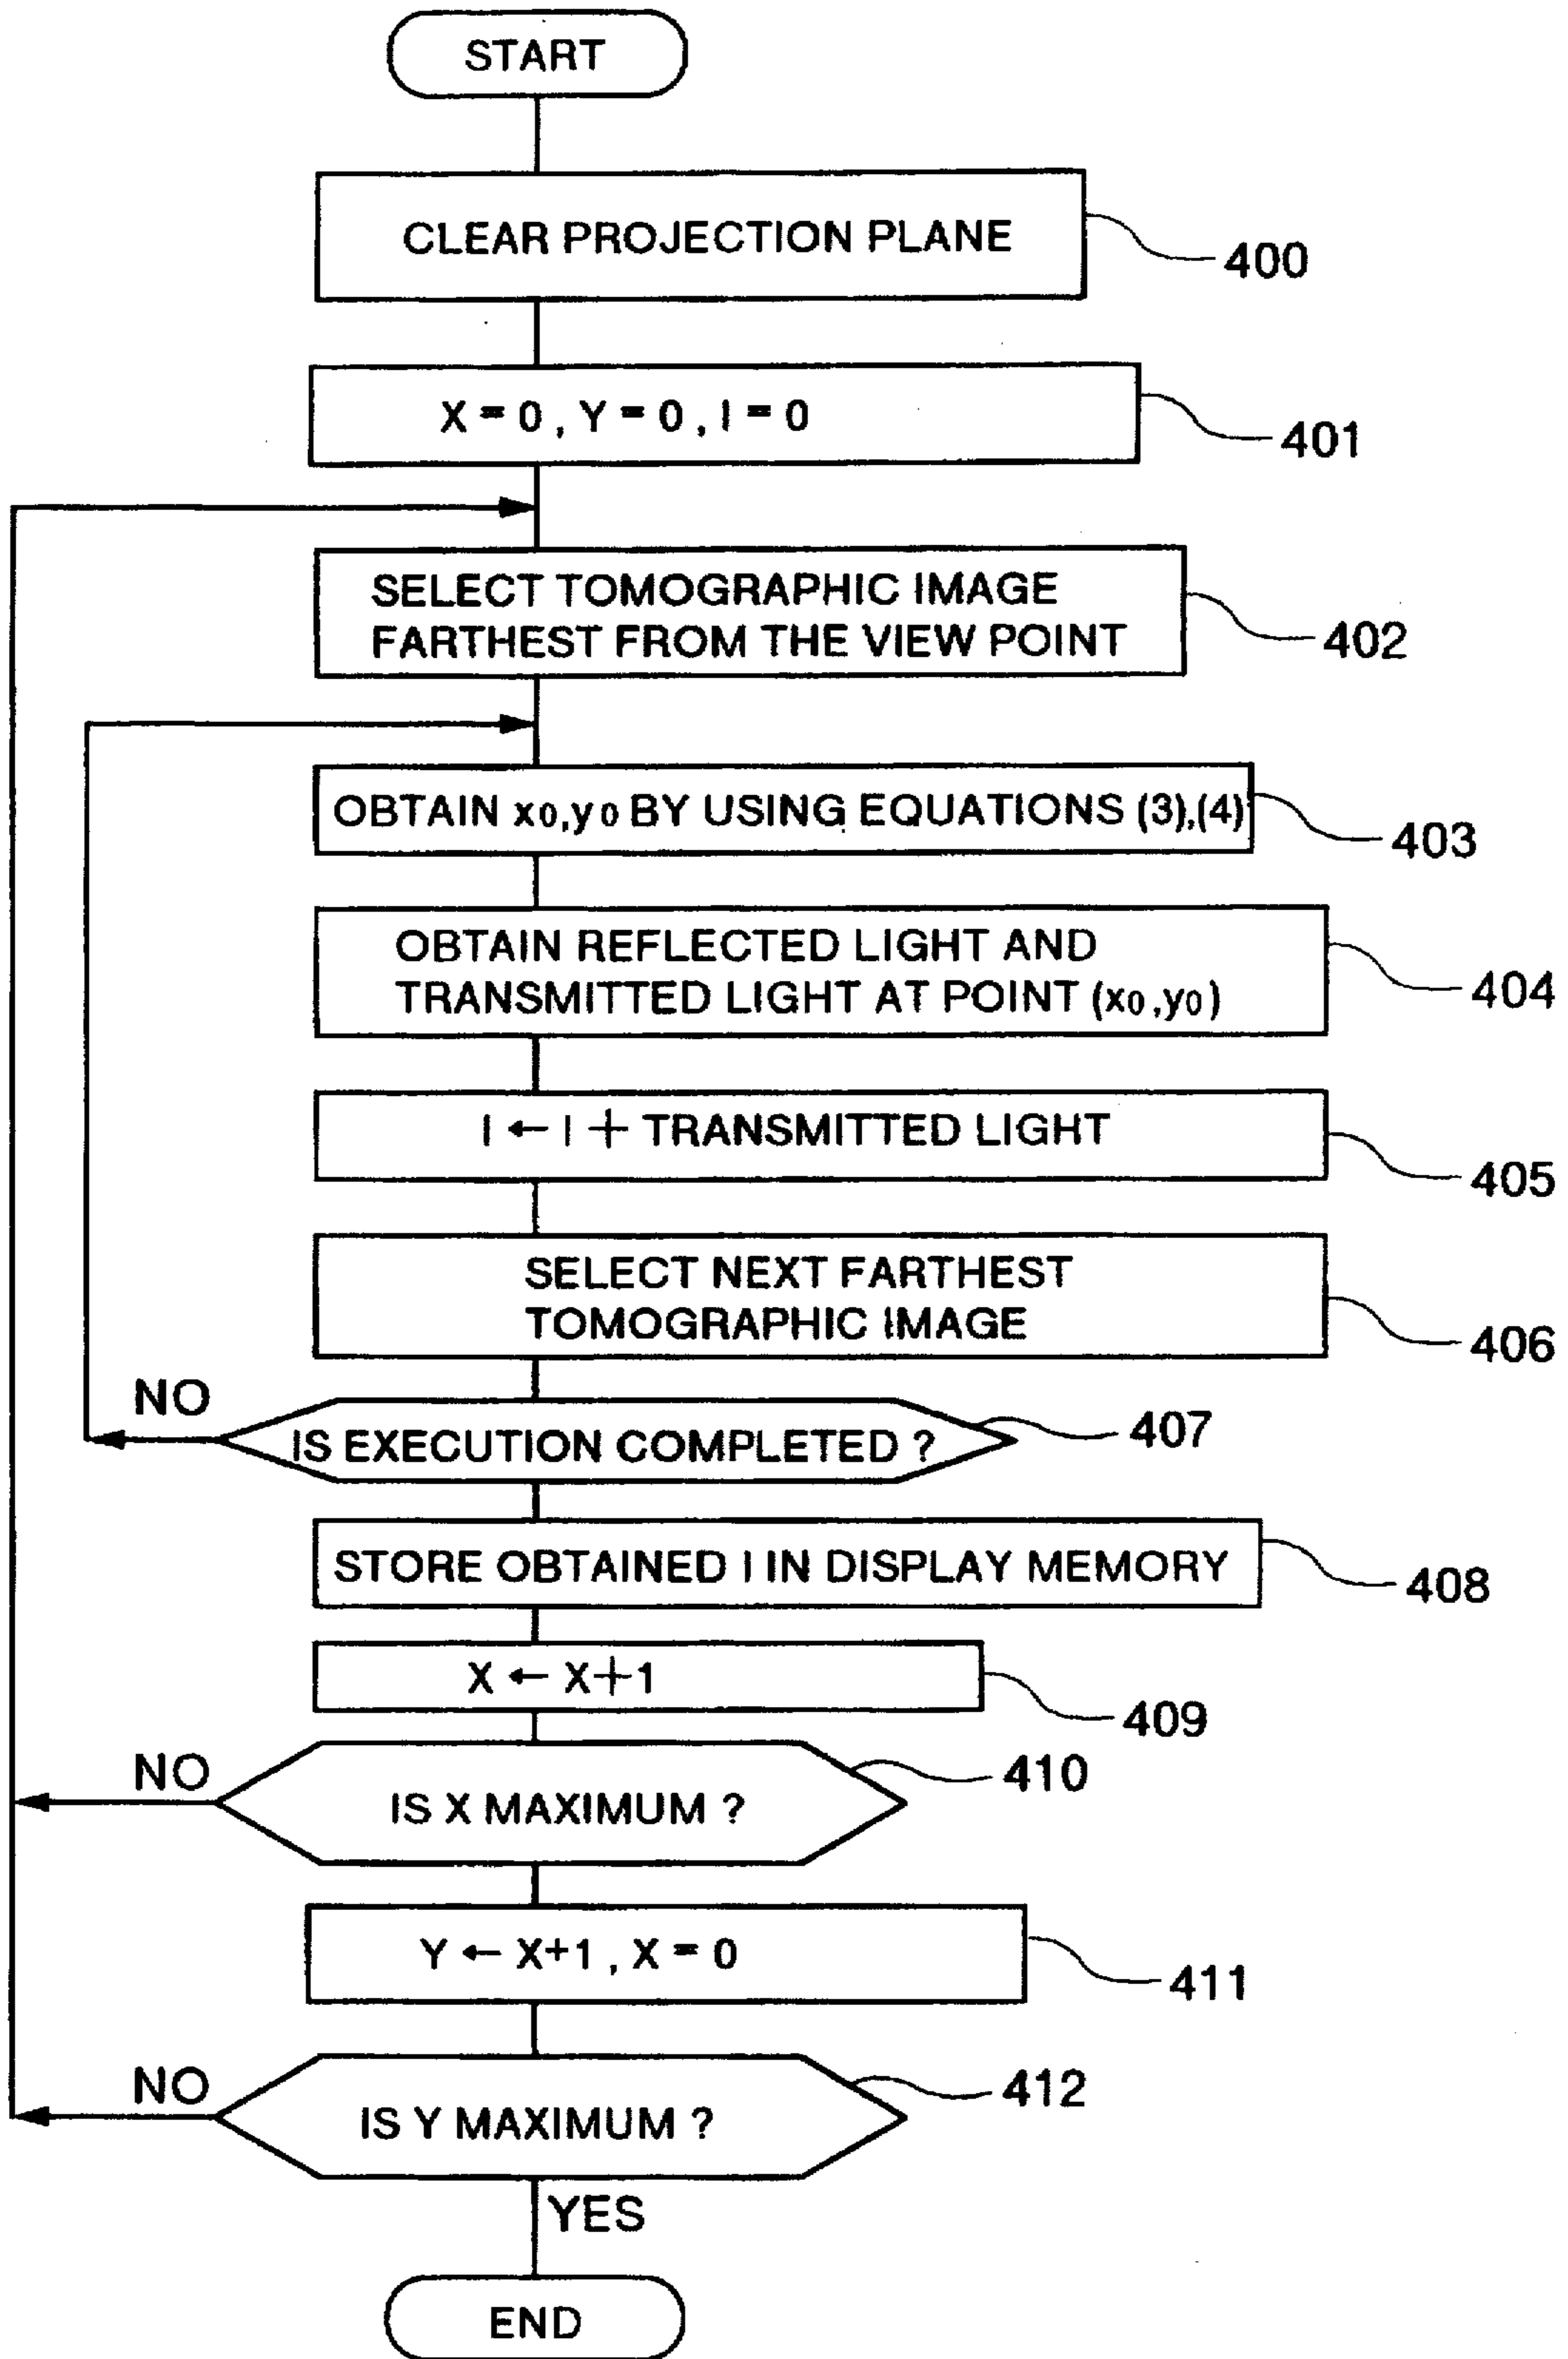 START
CLEAR PROJECTION PLANE
400
X = 0 , Y = 0 , I = 0
401
SELECT TOMOGRAPHIC IMAGE
FARTHEST FROM THE VIEW POINT
402
OBTAIN x0,y0 BY USING EQUATIONS (3),(4)
403
OBTAIN REFLECTED LIGHT AND
TRANSMITTED LIGHT AT POINT (x0,y0)
404
I ← I + TRANSMITTED LIGHT
405
SELECT NEXT FARTHEST
TOMOGRAPHIC IMAGE
406
NO
IS EXECUTION COMPLETED ?
407
STORE OBTAINED I IN DISPLAY MEMORY
408
X ← X+1
409
NO
IS X MAXIMUM ?
410
Y ← X+1 , X = 0
411
NO
IS Y MAXIMUM ?
412
YES
END